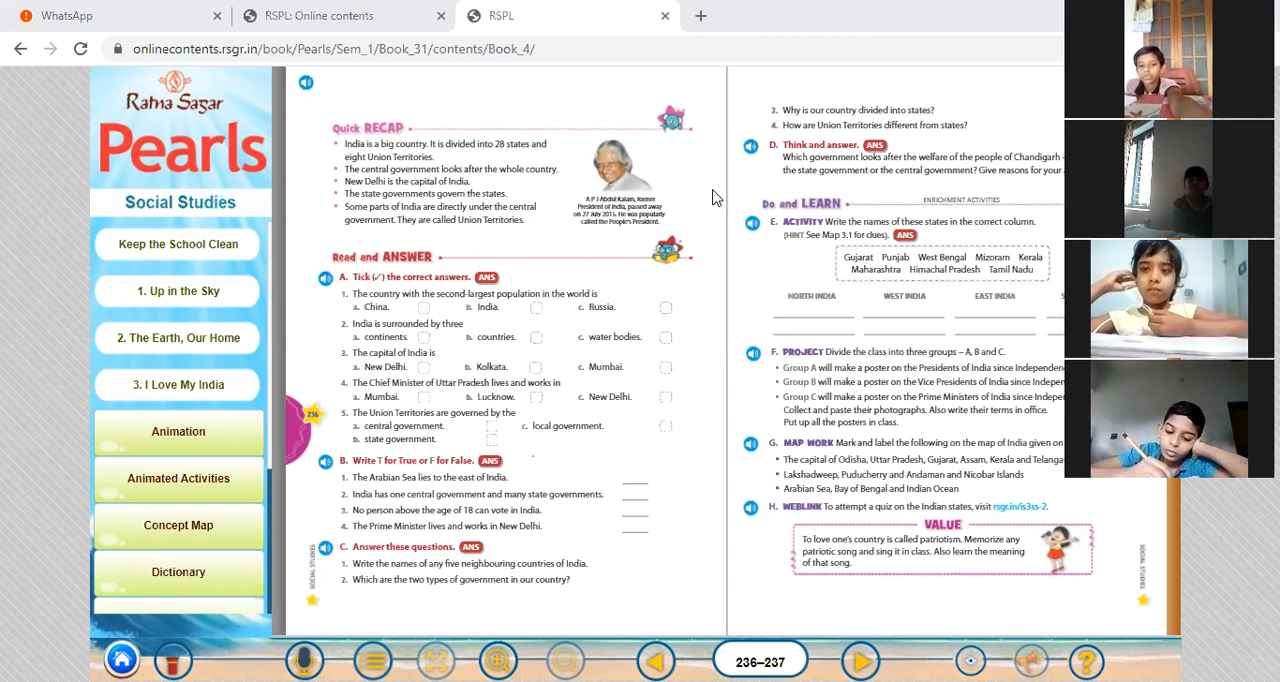 WhatsApp
RSPL: Online contents
RSPL
onlinecontents.rsgr.in/book/Pearls/Sem_1/Book_31/contents/Book_4/
Ratna Sagar
Pearls
Social Studies
Keep the School Clean
1. Up in the Sky
2. The Earth, Our Home
3. I Love My India
Animation
Animated Activities
Concept Map
Dictionary
Quick RECAP
India is a big country. It is divided into 28 states and
eight Union Territories.
The central government looks after the whole country.
New Delhi is the capital of India.
The state governments govern the states.
Some parts of India are directly under the central
government. They are called Union Territories.
A P J Abdul Kalam, former
President of India, passed away
on 27 July 2015. He was popularly
called the People's President.
Read and ANSWER
A. Tick (✓) the correct answers. ANS
1. The country with the second-largest population in the world is
a. China. b. India. c. Russia.
2. India is surrounded by three
a. continents. b. countries. c. water bodies.
3. The capital of India is
a. New Delhi. b. Kolkata. c. Mumbai.
4. The Chief Minister of Uttar Pradesh lives and works in
a. Mumbai. b. Lucknow. c. New Delhi.
5. The Union Territories are governed by the
a. central government. c. local government.
b. state government.
236
B. Write T for True or F for False. ANS
1. The Arabian Sea lies to the east of India.
2. India has one central government and many state governments.
3. No person above the age of 18 can vote in India.
4. The Prime Minister lives and works in New Delhi.
C. Answer these questions. ANS
1. Write the names of any five neighbouring countries of India.
2. Which are the two types of government in our country?
SOCIAL STUDIES
3. Why is our country divided into states?
4. How are Union Territories different from states?
D. Think and answer. ANS
Which government looks after the welfare of the people of Chandigarh –
the state government or the central government? Give reasons for your
Do and LEARN
ENRICHMENT ACTIVITIES
E. ACTIVITY Write the names of these states in the correct column.
(HINT See Map 3.1 for clues). ANS
Gujarat Punjab West Bengal Mizoram Kerala
Maharashtra Himachal Pradesh Tamil Nadu
NORTH INDIA WEST INDIA EAST INDIA S
F. PROJECT Divide the class into three groups – A, B and C.
Group A will make a poster on the Presidents of India since Independen
Group B will make a poster on the Vice Presidents of India since Indepen
Group C will make a poster on the Prime Ministers of India since Indepen
Collect and paste their photographs. Also write their terms in office.
Put up all the posters in class.
G. MAP WORK Mark and label the following on the map of India given on
The capital of Odisha, Uttar Pradesh, Gujarat, Assam, Kerala and Telanga
Lakshadweep, Puducherry and Andaman and Nicobar Islands
Arabian Sea, Bay of Bengal and Indian Ocean
H. WEBLINK To attempt a quiz on the Indian states, visit rsgr.in/is3ss-2.
VALUE
To love one's country is called patriotism. Memorize any
patriotic song and sing it in class. Also learn the meaning
of that song.
SOCIAL STUDIES
236–237